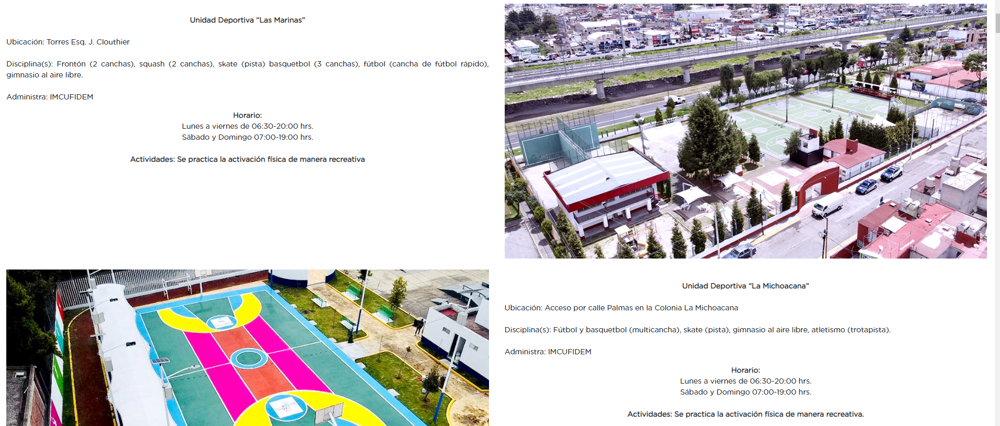 Unidad Deportiva “Las Marinas”
Ubicación: Torres Esq. J. Clouthier
Disciplina(s): Frontón (2 canchas), squash (2 canchas), skate (pista) basquetbol (3 canchas), fútbol (cancha de fútbol rápido),
gimnasio al aire libre.
Administra: IMCUFIDEM
Horario:
Lunes a viernes de 06:30-20:00 hrs.
Sábado y Domingo 07:00-19:00 hrs.
Actividades: Se practica la activación física de manera recreativa
Unidad Deportiva “La Michoacana”
Ubicación: Acceso por calle Palmas en la Colonia La Michoacana
Disciplina(s): Fútbol y basquetbol (multicancha), skate (pista), gimnasio al aire libre, atletismo (trotapista).
Administra: IMCUFIDEM
Horario:
Lunes a viernes de 06:30-20:00 hrs.
Sábado y Domingo 07:00-19:00 hrs.
Actividades: Se practica la activación física de manera recreativa.